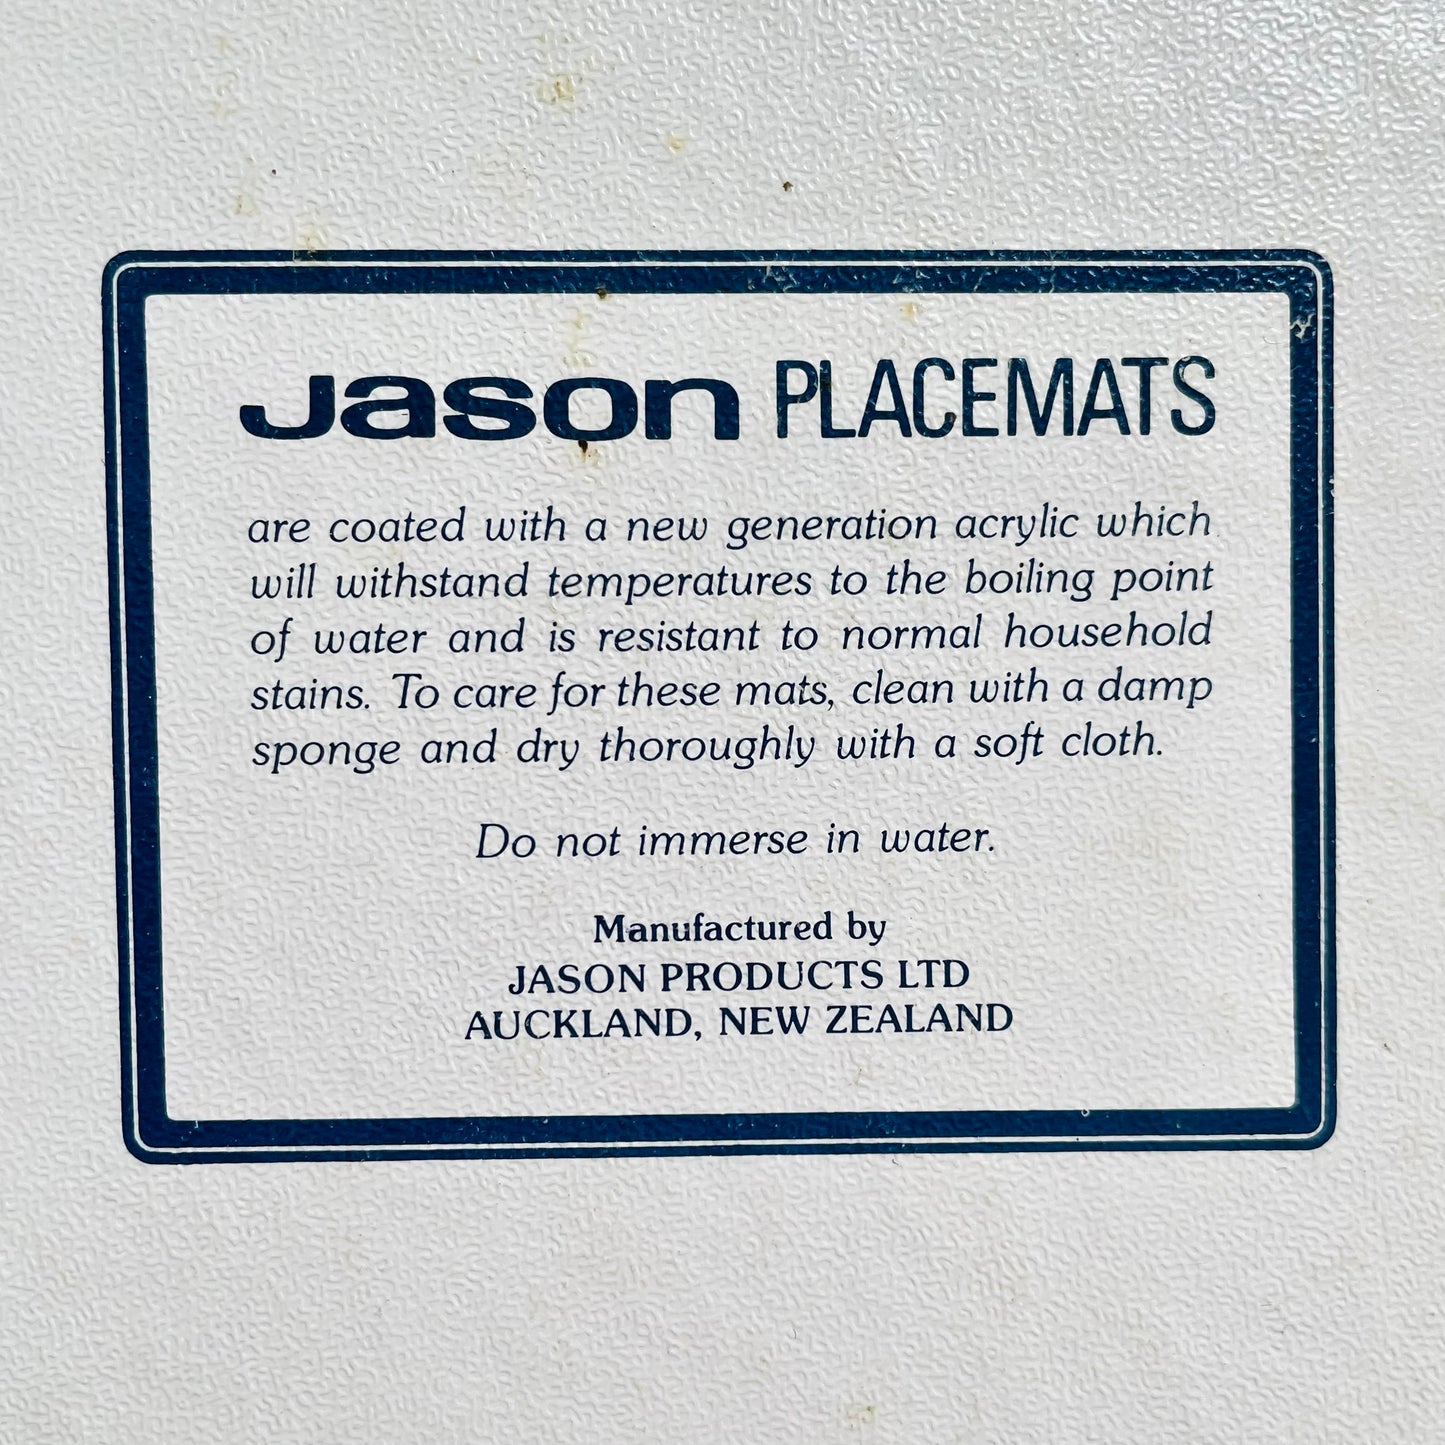 Jason PLACEMATS
are coated with a new generation acrylic which
will withstand temperatures to the boiling point
of water and is resistant to normal household
stains. To care for these mats, clean with a damp
sponge and dry thoroughly with a soft cloth.
Do not immerse in water.
Manufactured by
JASON PRODUCTS LTD
AUCKLAND, NEW ZEALAND